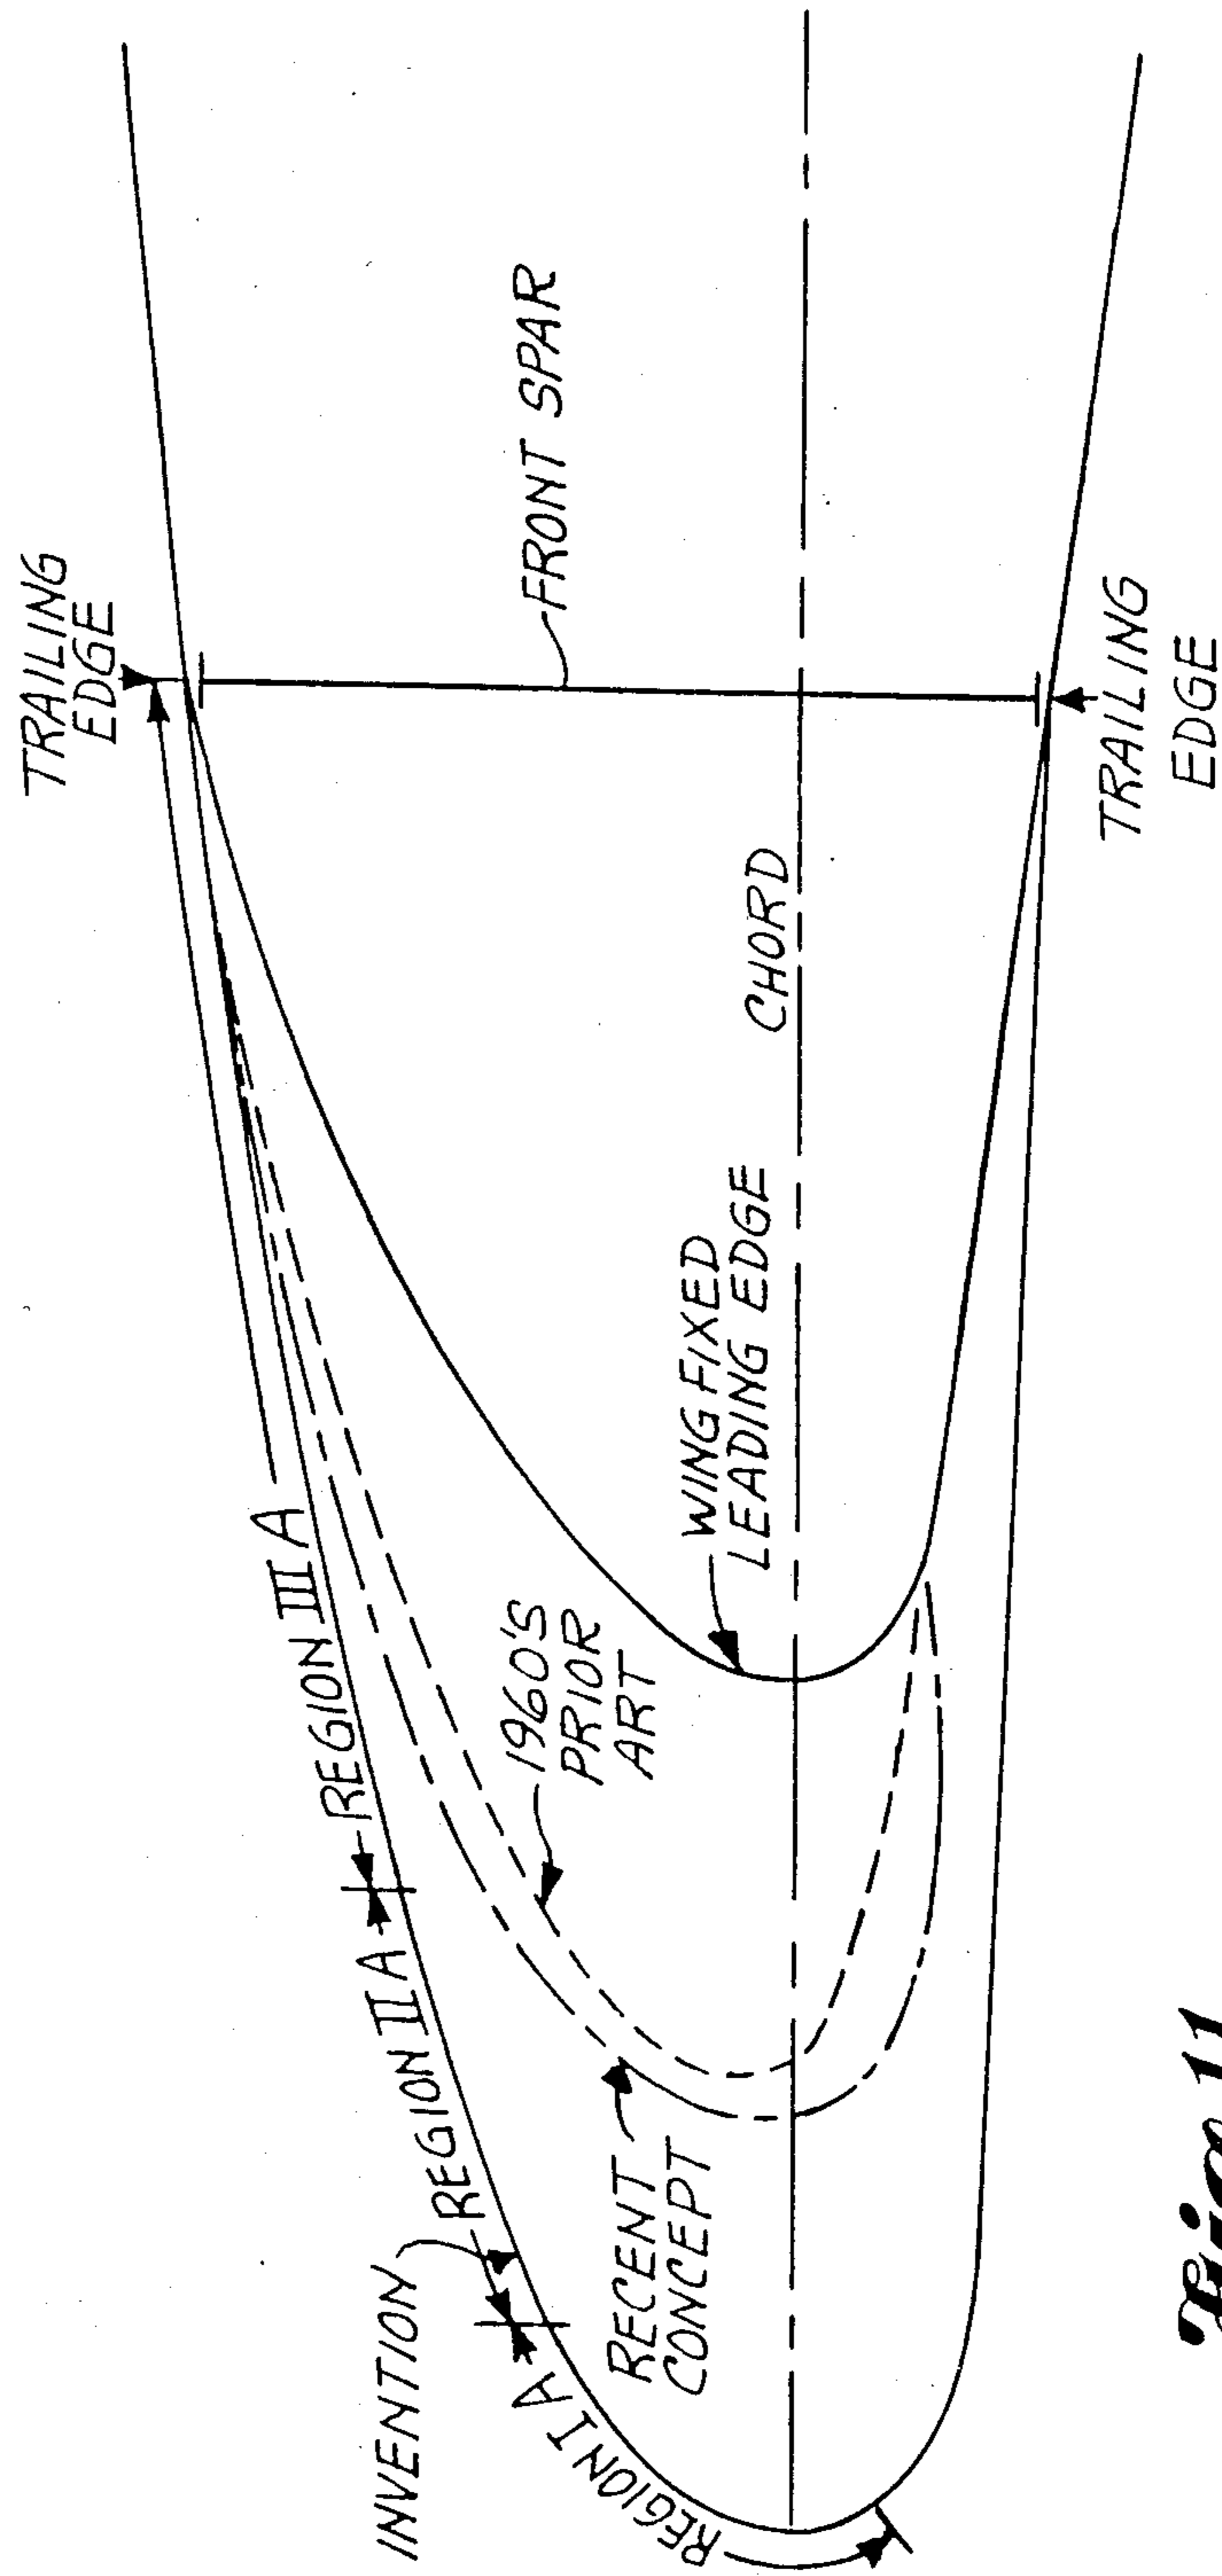 TRAILING
EDGE
FRONT SPAR
CHORD
TRAILING
EDGE
WING FIXED
LEADING EDGE
1960'S
PRIOR
ART
REGION III A
REGION II A
INVENTION
REGION I A
RECENT
CONCEPT
Fig. 11